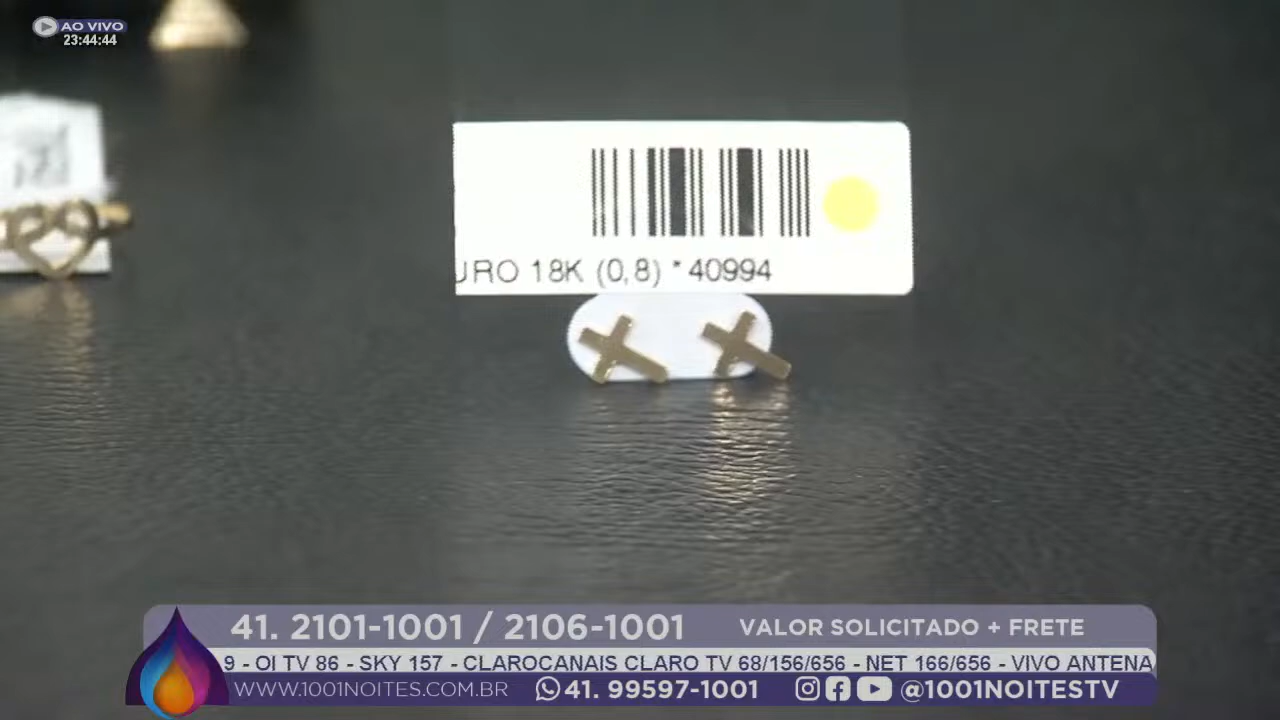 AO VIVO
23:44:44
URO 18K (0,8) *40994
41. 2101-1001 / 2106-1001
VALOR SOLICITADO + FRETE
9 - OI TV 86 - SKY 157 - CLAROCANAIS CLARO TV 68/156/656 - NET 166/656 - VIVO ANTENA
WWW.1001NOITES.COM.BR
41. 99597-1001
@1001NOITESTV